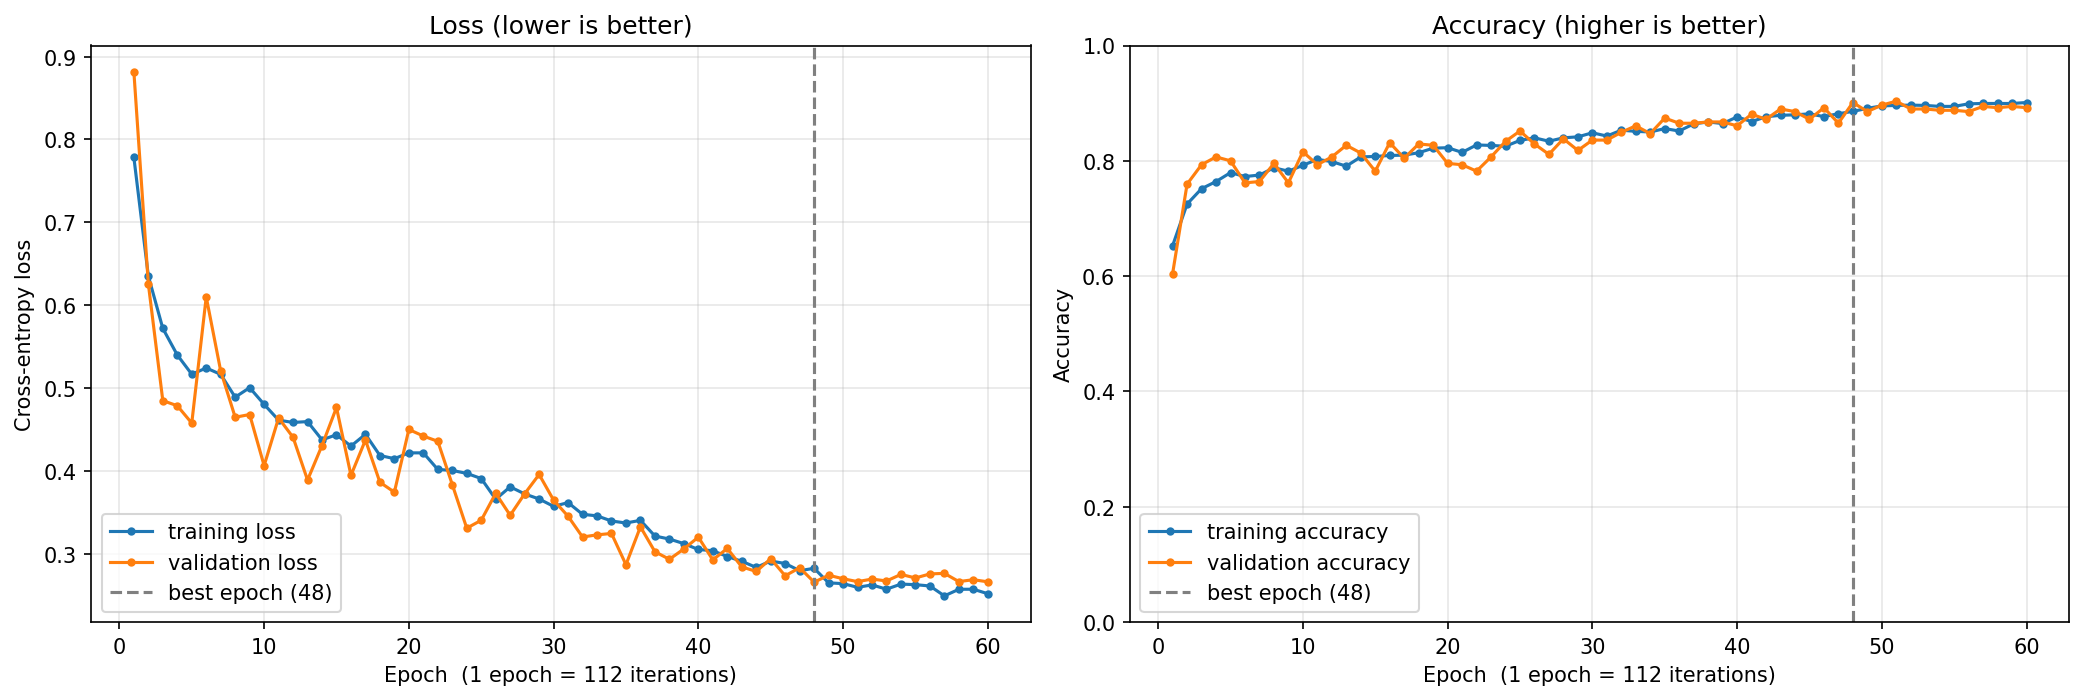 Loss (lower is better)
Cross-entropy loss
0.9
0.8
0.7
0.6
0.5
0.4
0.3
training loss
validation loss
best epoch (48)
0 10 20 30 40 50 60
Epoch (1 epoch = 112 iterations)
Accuracy (higher is better)
Accuracy
1.0
0.8
0.6
0.4
0.2
0.0
training accuracy
validation accuracy
best epoch (48)
0 10 20 30 40 50 60
Epoch (1 epoch = 112 iterations)